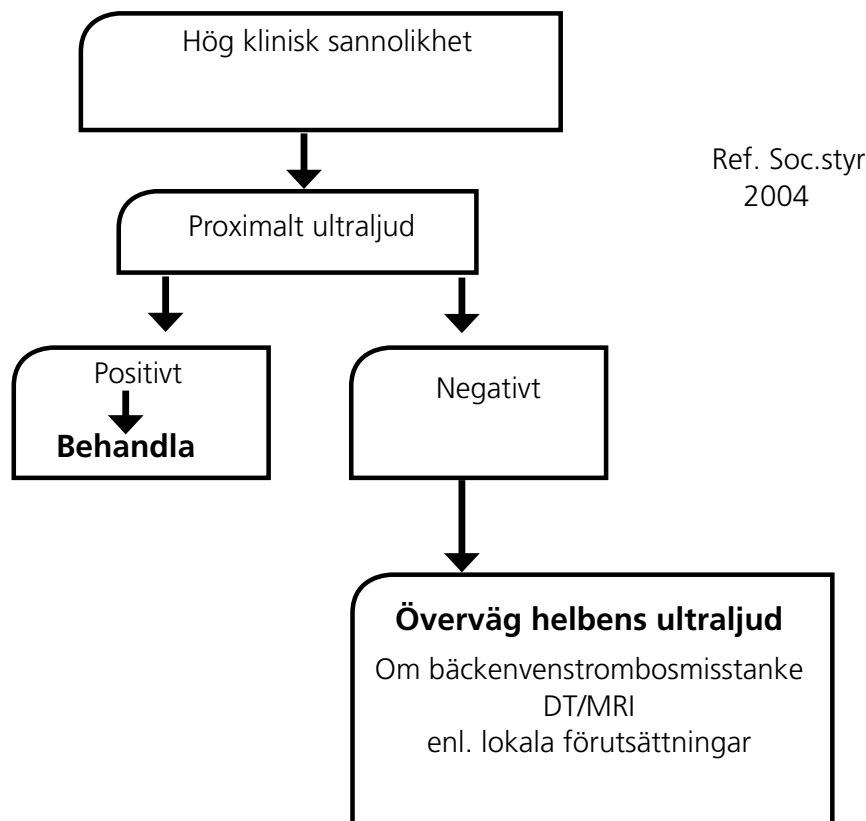 Hög klinisk sannolikhet
Ref. Soc.styr
2004
Proximalt ultraljud
Positivt
Behandla
Negativt
Överväg helbens ultraljud
Om bäckenvenstrombosmisstanke
DT/MRI
enl. lokala förutsättningar